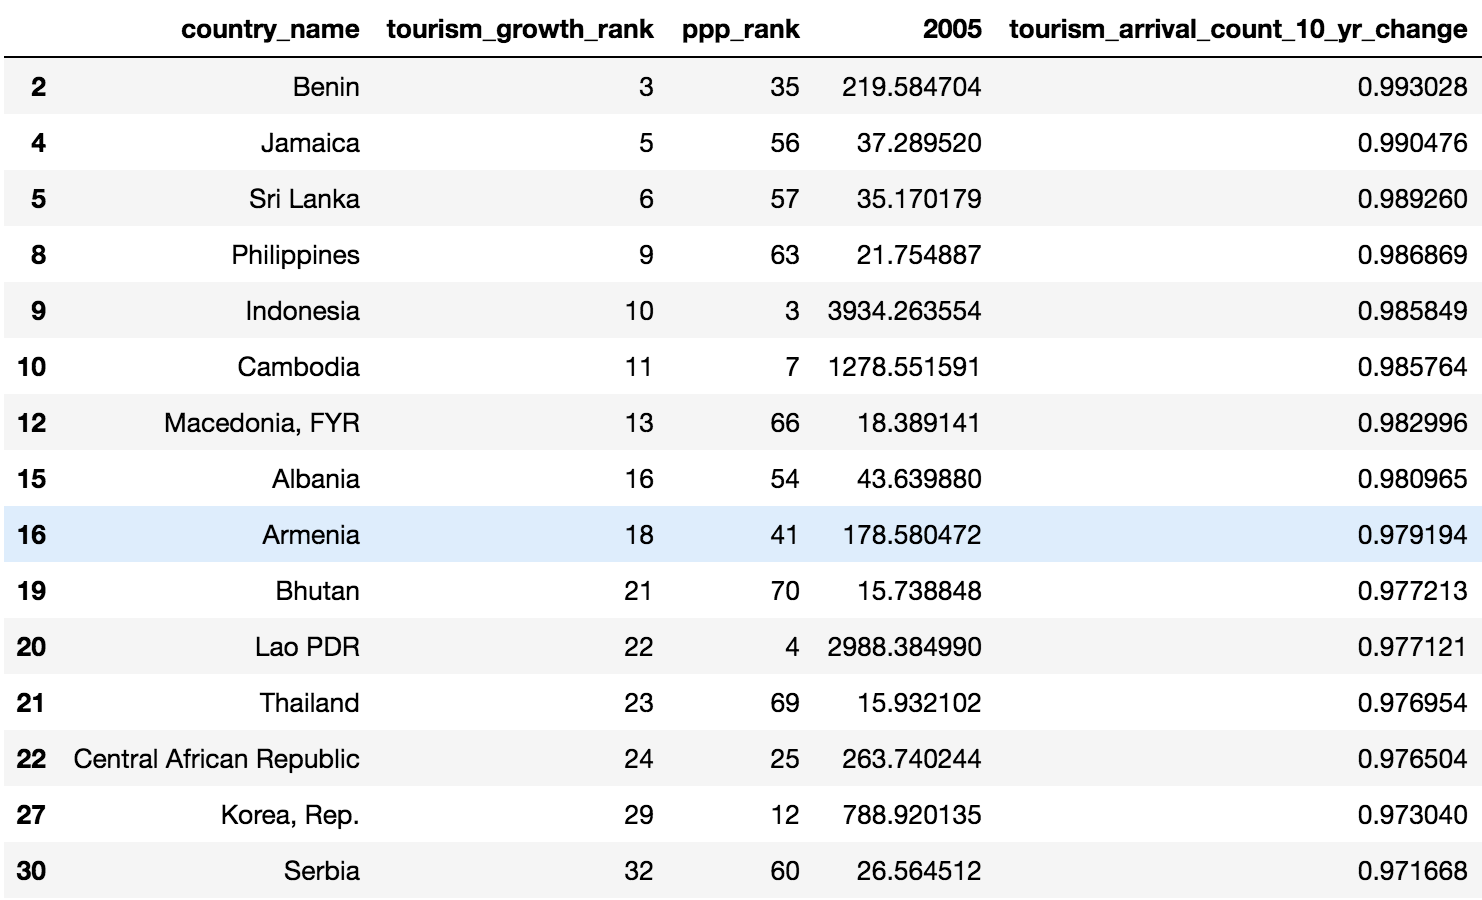 country_name tourism_growth_rank ppp_rank 2005 tourism_arrival_count_10_yr_change
2 Benin 3 35 219.584704 0.993028
4 Jamaica 5 56 37.289520 0.990476
5 Sri Lanka 6 57 35.170179 0.989260
8 Philippines 9 63 21.754887 0.986869
9 Indonesia 10 3 3934.263554 0.985849
10 Cambodia 11 7 1278.551591 0.985764
12 Macedonia, FYR 13 66 18.389141 0.982996
15 Albania 16 54 43.639880 0.980965
16 Armenia 18 41 178.580472 0.979194
19 Bhutan 21 70 15.738848 0.977213
20 Lao PDR 22 4 2988.384990 0.977121
21 Thailand 23 69 15.932102 0.976954
22 Central African Republic 24 25 263.740244 0.976504
27 Korea, Rep. 29 12 788.920135 0.973040
30 Serbia 32 60 26.564512 0.971668